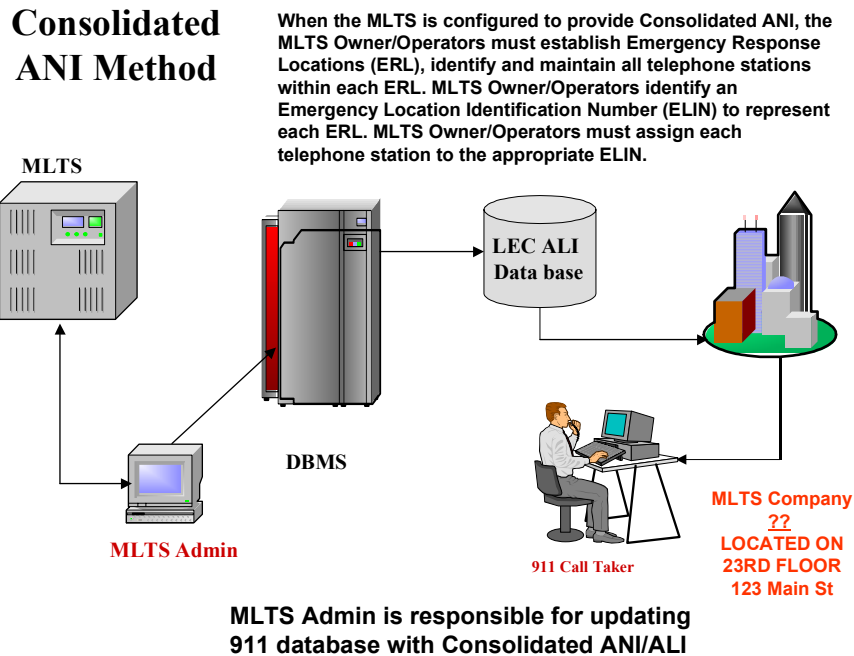 Consolidated
ANI Method
When the MLTS is configured to provide Consolidated ANI, the
MLTS Owner/Operators must establish Emergency Response
Locations (ERL), identify and maintain all telephone stations
within each ERL. MLTS Owner/Operators identify an
Emergency Location Identification Number (ELIN) to represent
each ERL. MLTS Owner/Operators must assign each
telephone station to the appropriate ELIN.
MLTS
LEC ALI
Data base
DBMS
MLTS Admin
911 Call Taker
MLTS Company
??
LOCATED ON
23RD FLOOR
123 Main St
MLTS Admin is responsible for updating
911 database with Consolidated ANI/ALI